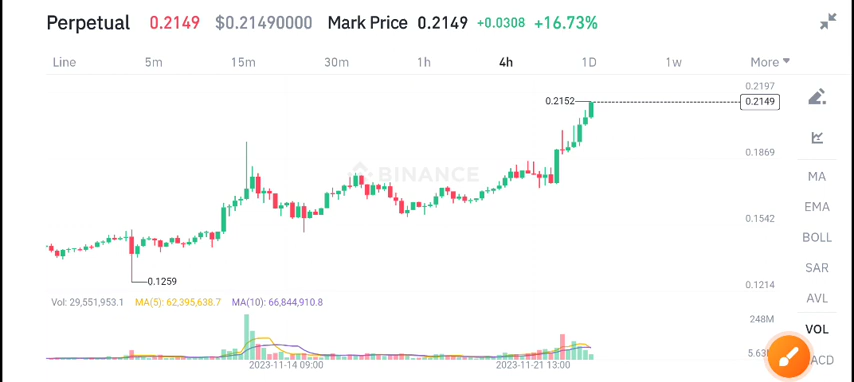 Perpetual 0.2149 $0.21490000 Mark Price 0.2149 +0.0308 +16.73%
Line 5m 15m 30m 1h 4h 1D 1w More
0.2197
0.2152
0.2149
BINANCE
0.1869
MA
EMA
0.1542
BOLL
SAR
0.1259
0.1214
AVL
Vol: 29,551,953.1 MA(5): 62,395,638.7 MA(10): 66,844,910.8
248M
VOL
5.63
ACD
2023-11-14 09:00 2023-11-21 13:00